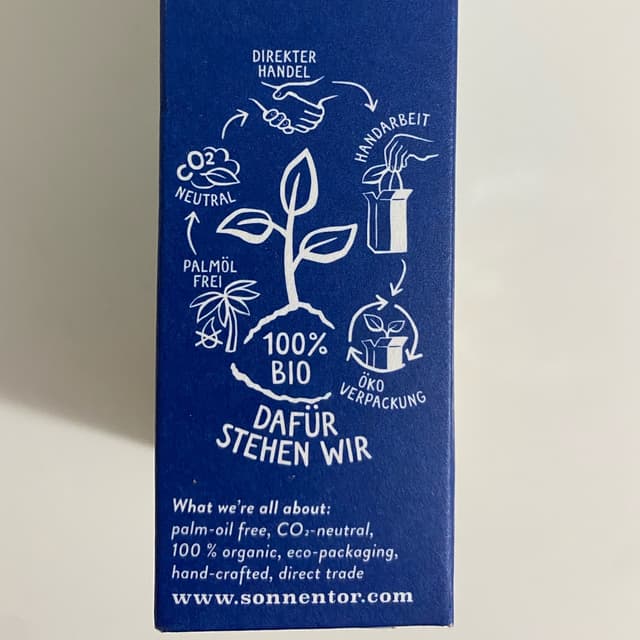 DIREKTER
HANDEL
HANDARBEIT
CO2
NEUTRAL
PALMÖL
FREI
100%
BIO
ÖKO
VERPACKUNG
DAFÜR
STEHEN WIR
What we're all about:
palm-oil free, CO₂-neutral,
100 % organic, eco-packaging,
hand-crafted, direct trade
www.sonnentor.com